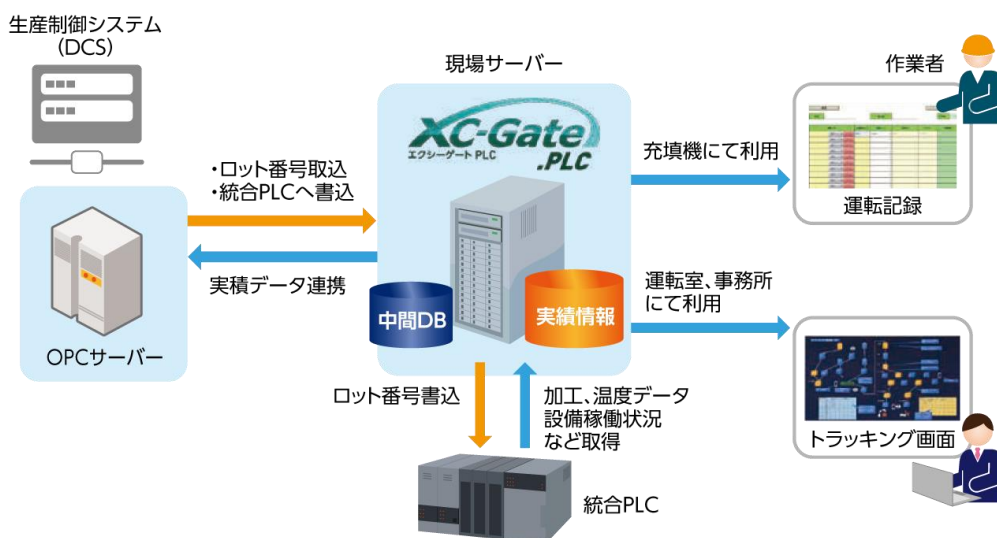 生産制御システム
(DCS)
現場サーバー
作業者
XC-Gate
エクシーゲート PLC
.PLC
・ロット番号取込
・統合PLCへ書込
充填機にて利用
運転記録
実積データ連携
運転室、事務所
にて利用
中間DB
実績情報
OPCサーバー
ロット番号書込
加工、温度データ
設備稼働状況
など取得
トラッキング画面
統合PLC